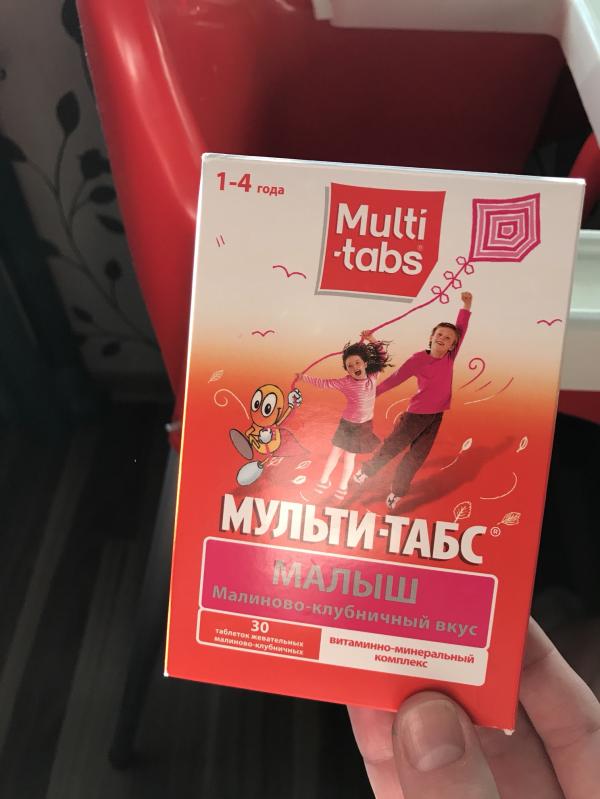 1-4 года
Multi
-tabs®
МУЛЬТИ-ТАБС®
МАЛЫШ
Малиново-клубничный вкус
30
таблеток жевательных
малиново-клубничных
витаминно-минеральный
комплекс